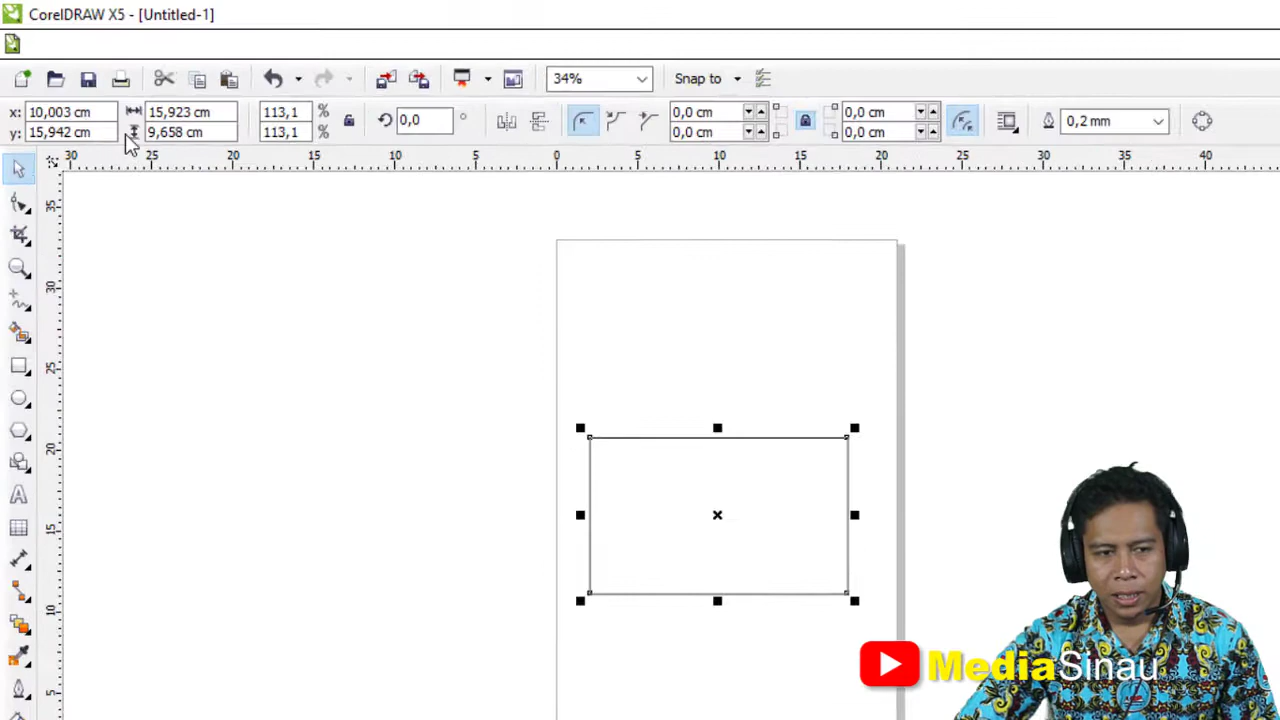 CorelDRAW X5 - [Untitled-1]
34%
Snap to
x: 10,003 cm
15,923 cm
113,1 %
0,0 °
0,0 cm
0,0 cm
0,2 mm
y: 15,942 cm
9,658 cm
113,1 %
0,0 cm
0,0 cm
30 25 20 15 10 5 0 5 10 15 20 25 30 35 40
35
30
25
20
15
10
5
MediaSinau